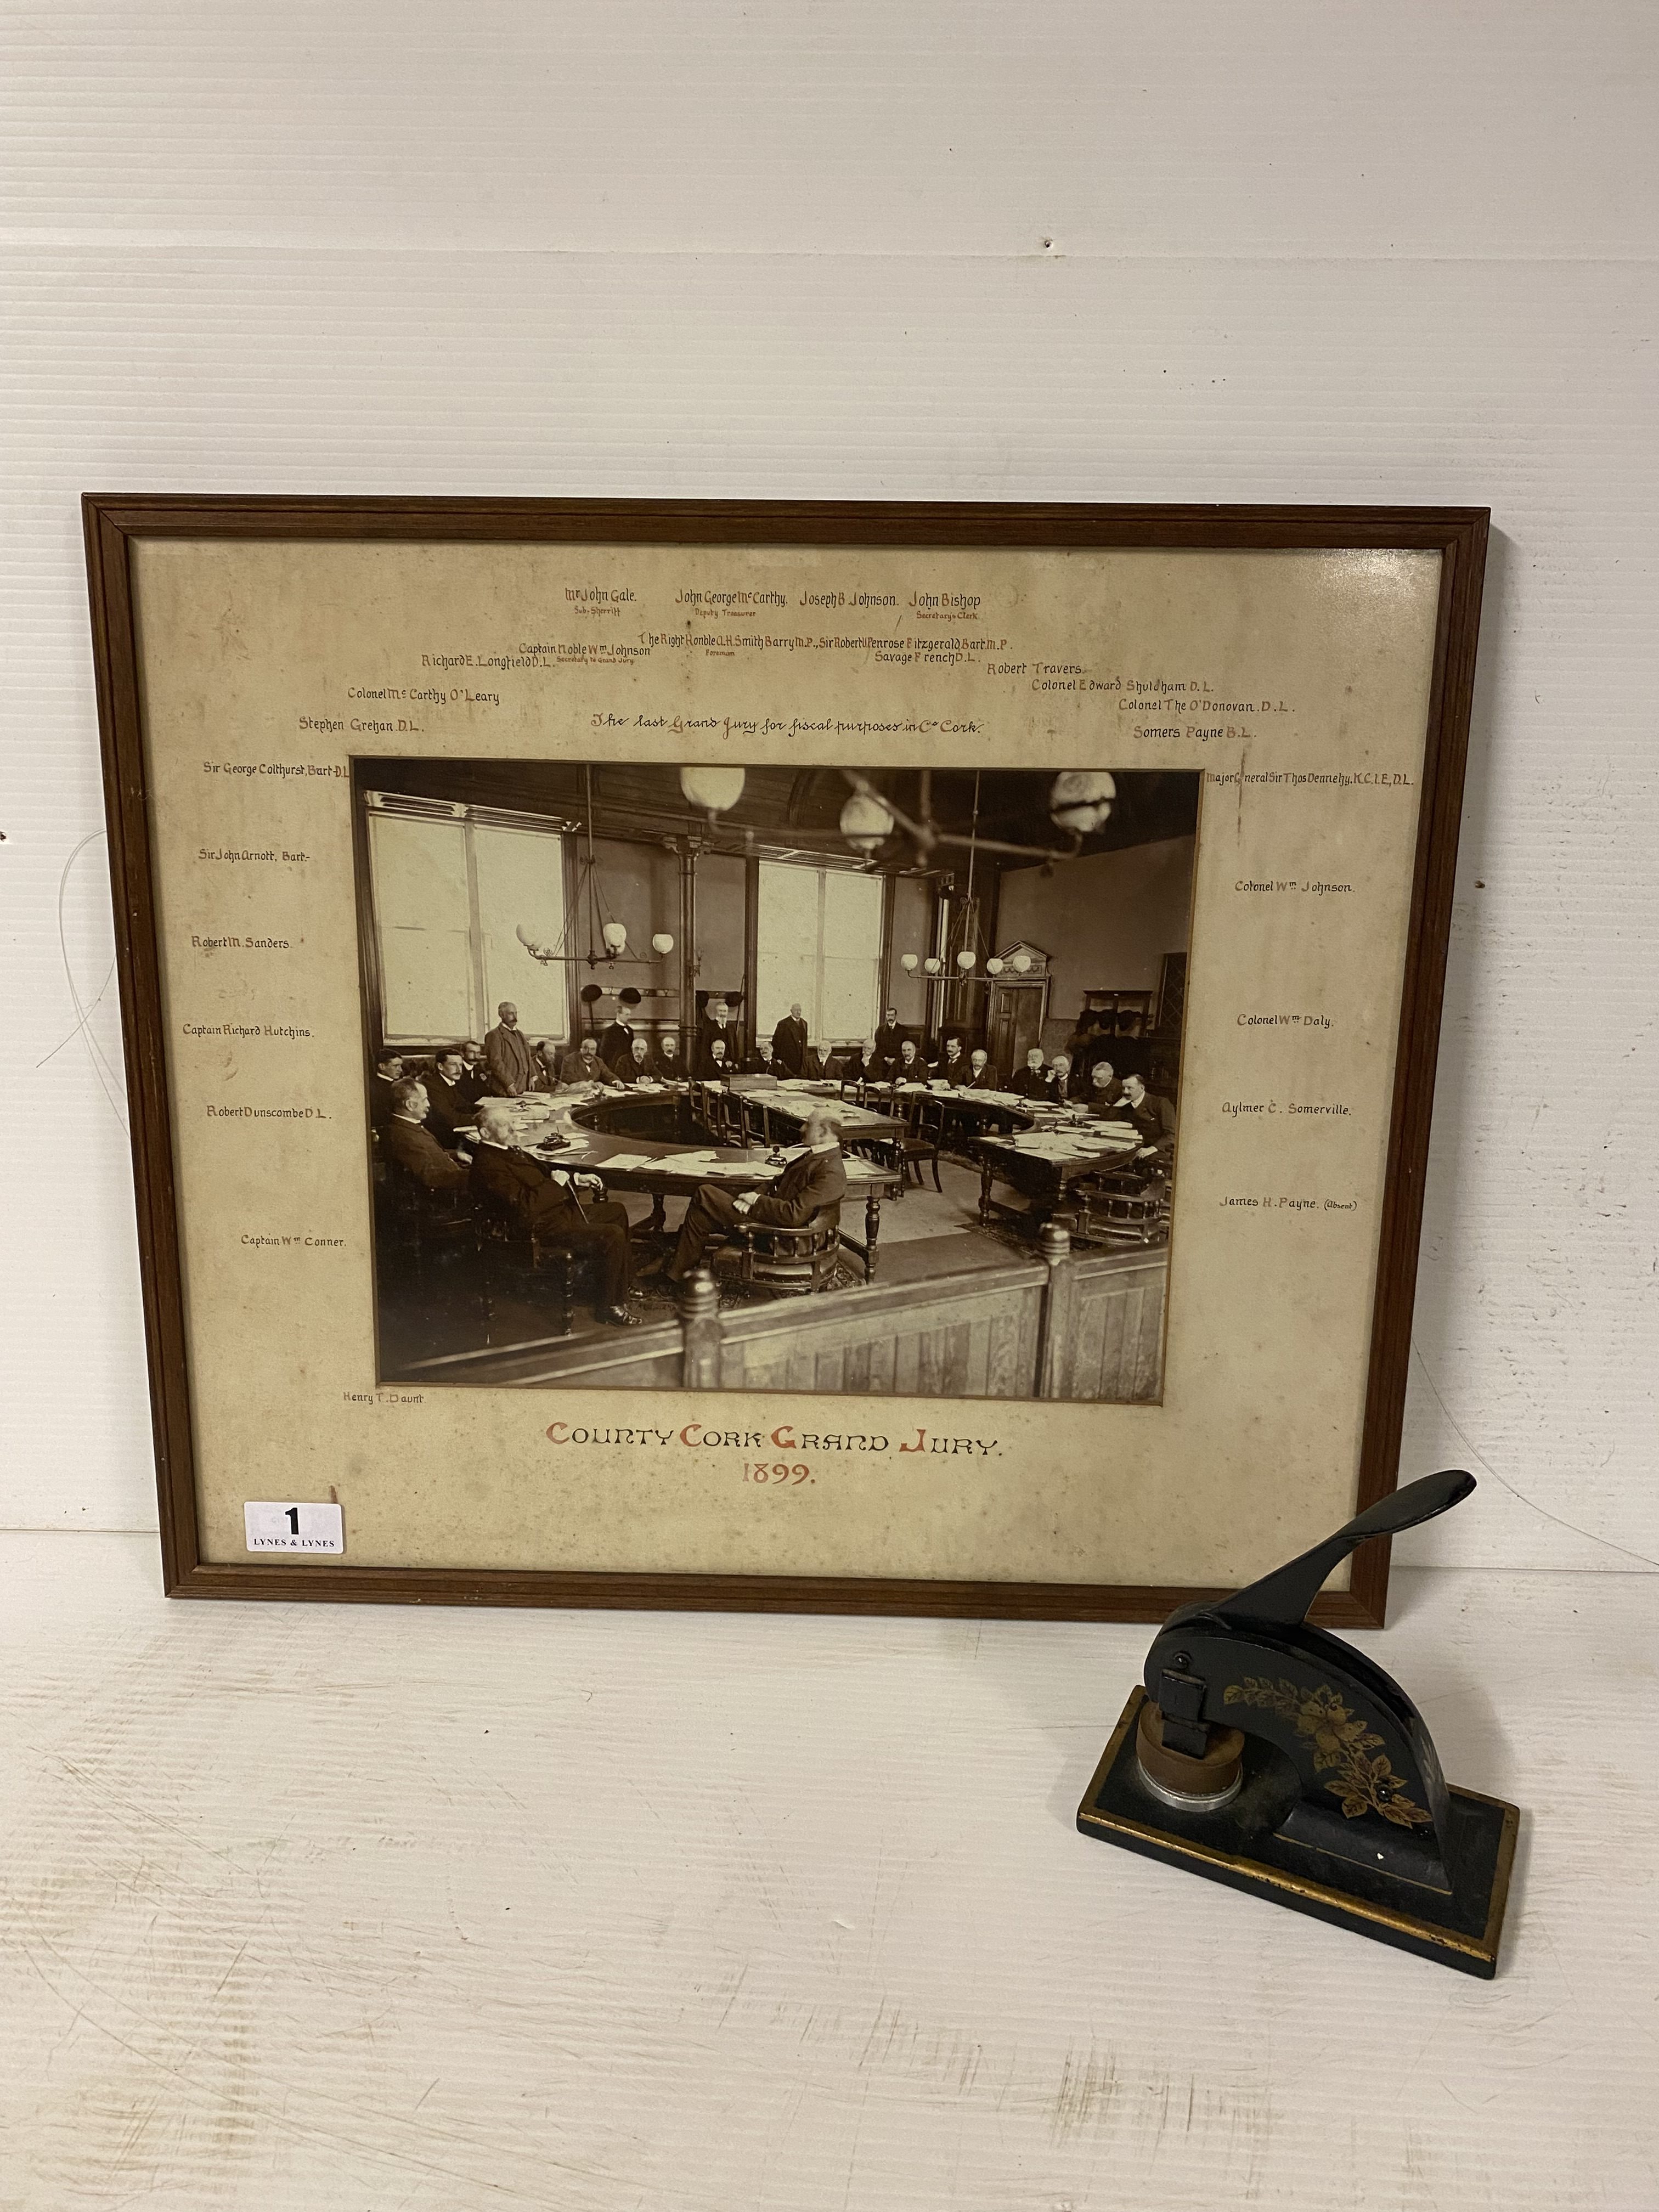 Mr. John Gale. John George McCarthy. Joseph B. Johnson. John Bishop
Sub-Sherriff Deputy Treasurer Secretary's Clerk
The Right Honble A.H. Smith Barry M.P., Sir Robert U Penrose Fitzgerald Bart. M.P.
Foreman
Captain Noble Wm Johnson
Secretary to Grand Jury
Richard E. Longfield D.L.
Savage French D.L.
Robert Travers.
Colonel Edward Shuldham D.L.
Colonel Mc Carthy O'Leary
Colonel The O'Donovan. D.L.
Stephen Grehan D.L.
The last Grand Jury for fiscal purposes in Co Cork.
Somers Payne B.L.
Sir George Colthurst, Bart-D.L
Major General Sir Thos Dennehy. K.C.I.E, D.L.
Sir John Arnott, Bart-
Colonel Wm Johnson.
Robert M. Sanders.
Captain Richard Hutchins.
Colonel Wm Daly.
Robert Dunscombe D.L.
Aylmer C. Somerville.
James H. Payne. (Absent)
Captain Wm Conner.
Henry T. Daunt
COUNTY CORK GRAND JURY.
1899.
1
LYNES & LYNES